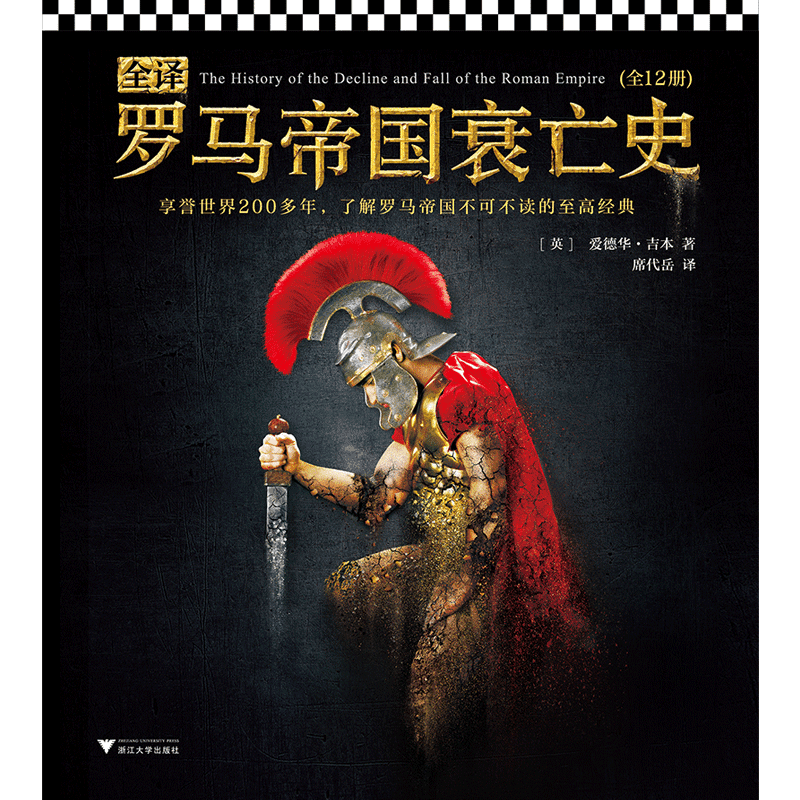 全译 The History of the Decline and Fall of the Roman Empire (全12册)
罗马帝国衰亡史
享誉世界200多年，了解罗马帝国不可不读的至高经典
［英］ 爱德华·吉本 著
席代岳 译
ZHEJIANG UNIVERSITY PRESS
浙江大学出版社